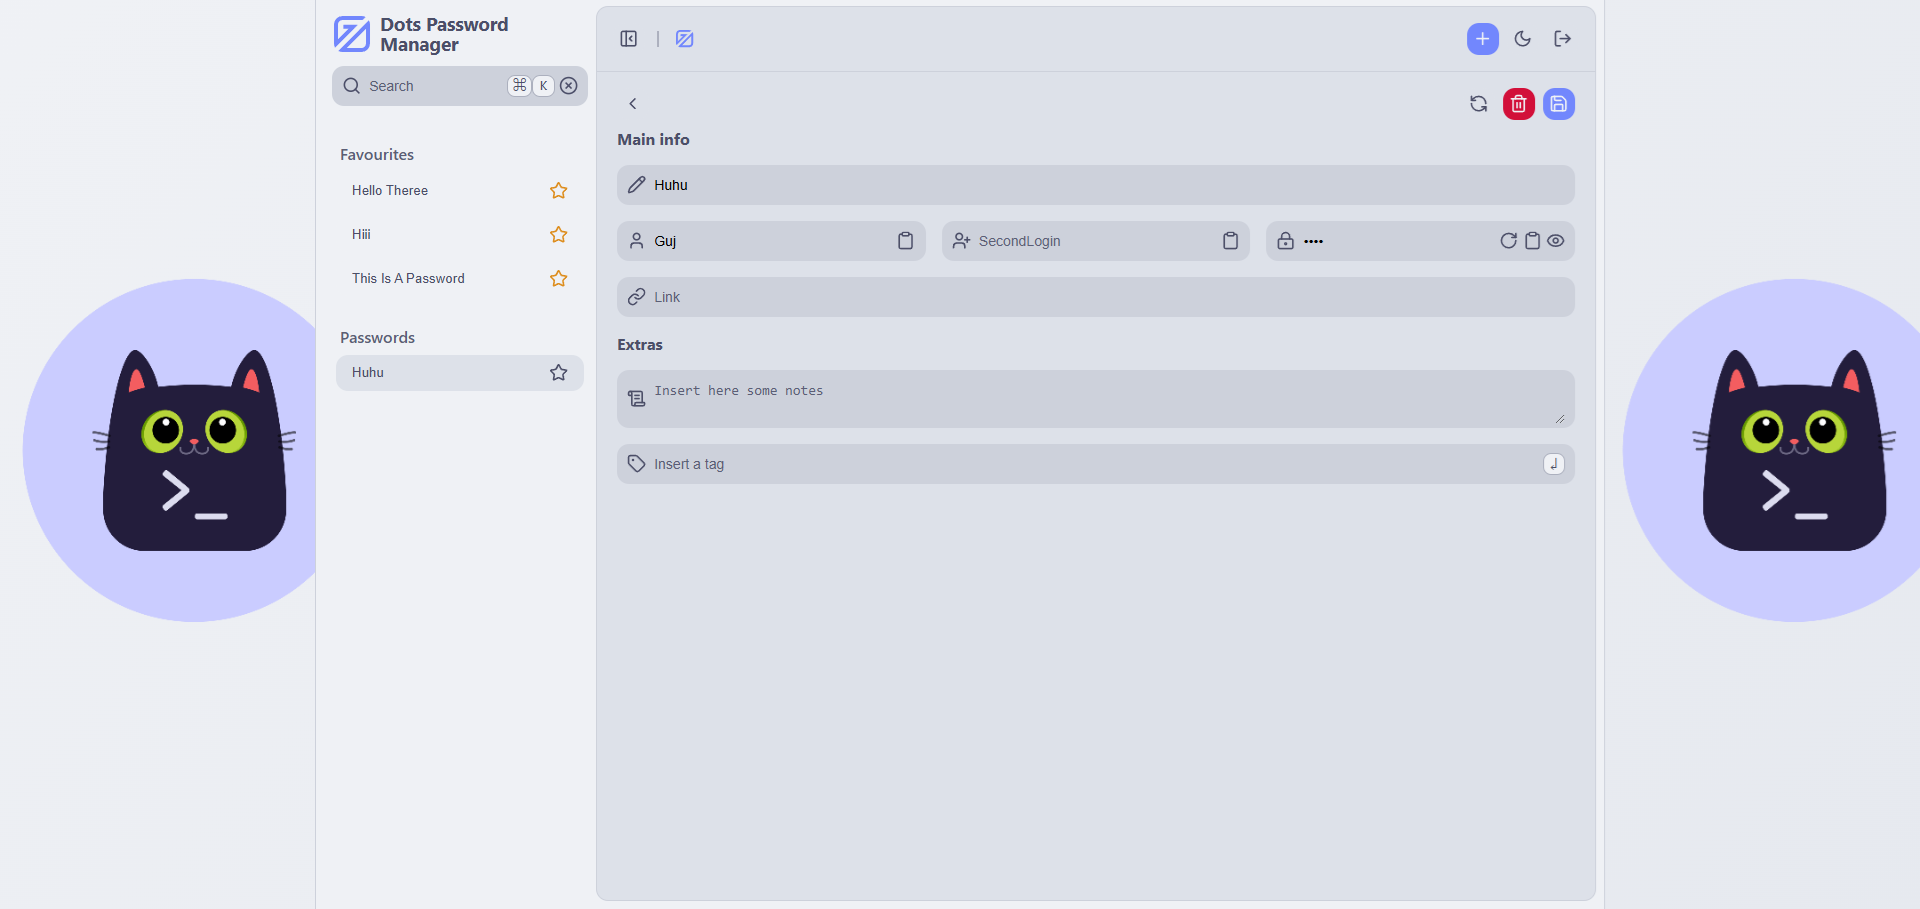 Dots Password
Manager
Search ⌘ K
Favourites
Hello Theree
Hiii
This Is A Password
Passwords
Huhu
Main info
Huhu
Guj
SecondLogin
••••
Link
Extras
Insert here some notes
Insert a tag
>_
>_